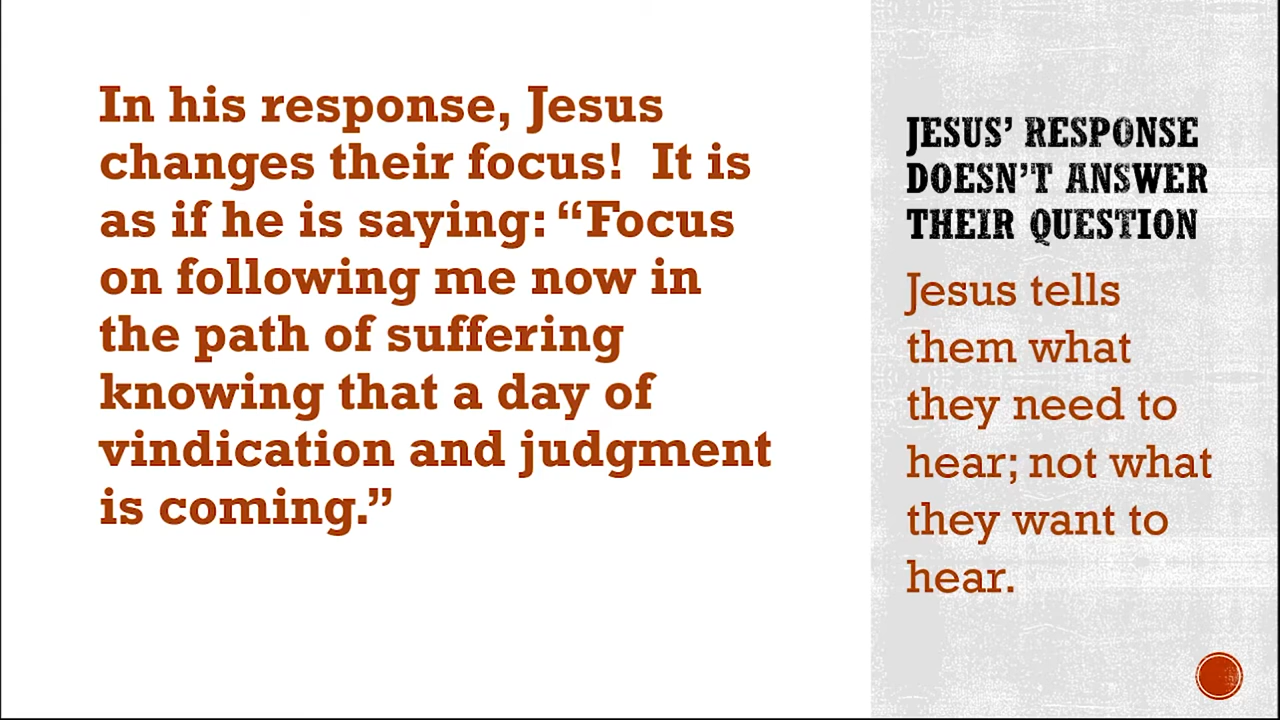 In his response, Jesus
changes their focus!  It is
as if he is saying: “Focus
on following me now in
the path of suffering
knowing that a day of
vindication and judgment
is coming.”
JESUS’ RESPONSE
DOESN’T ANSWER
THEIR QUESTION
Jesus tells
them what
they need to
hear; not what
they want to
hear.